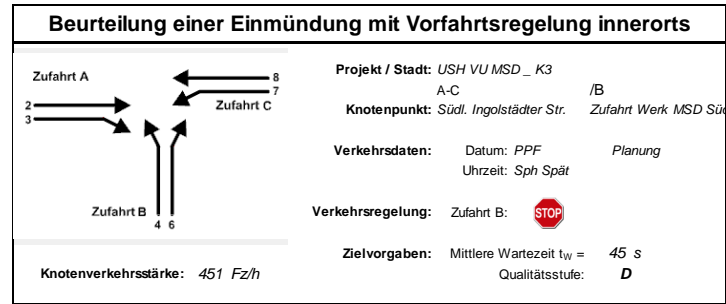 Beurteilung einer Einmündung mit Vorfahrtsregelung innerorts
Zufahrt A
8
7
Zufahrt C
2
3
Zufahrt B
4 6
Knotenverkehrsstärke: 451 Fz/h
Projekt / Stadt: USH VU MSD _ K3
A-C /B
Knotenpunkt: Südl. Ingolstädter Str. Zufahrt Werk MSD Süd
Verkehrsdaten: Datum: PPF Planung
Uhrzeit: Sph Spät
Verkehrsregelung: Zufahrt B: STOP
Zielvorgaben: Mittlere Wartezeit tW = 45 s
Qualitätsstufe: D